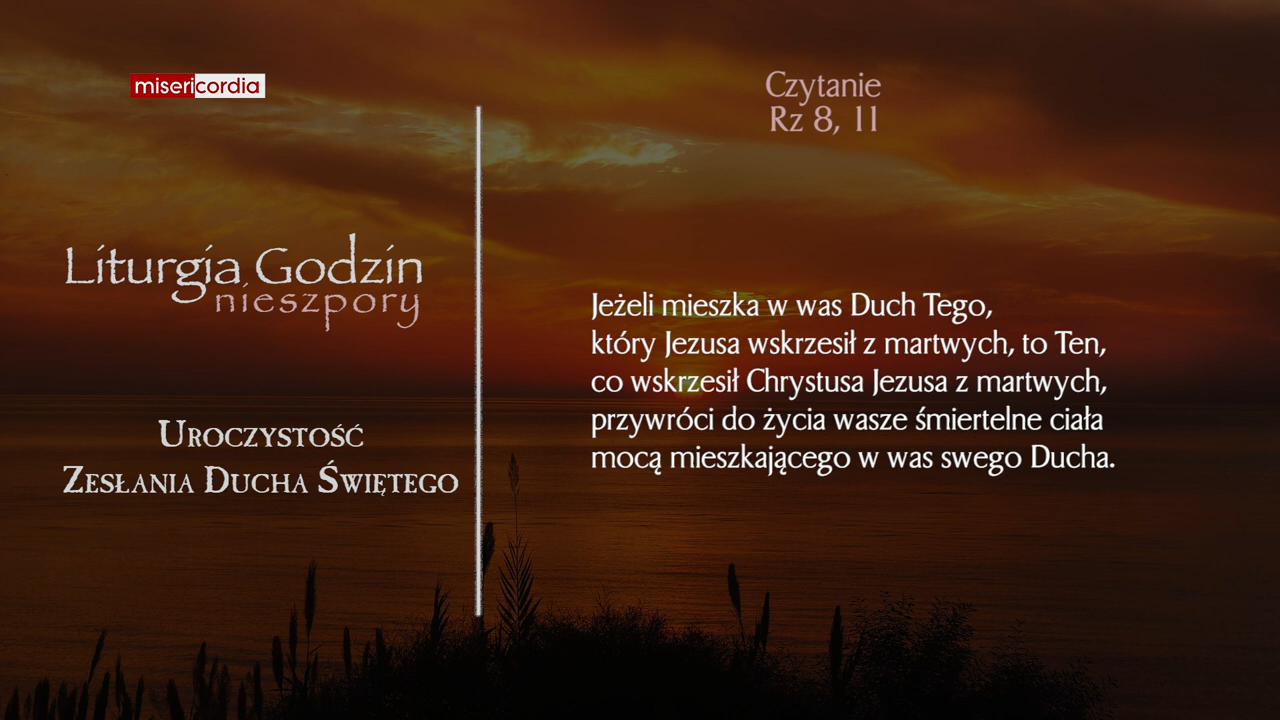 misericordia
Liturgia Godzin
nieszpory
Uroczystość
Zesłania Ducha Świętego
Czytanie
Rz 8, 11
Jeżeli mieszka w was Duch Tego,
który Jezusa wskrzesił z martwych, to Ten,
co wskrzesił Chrystusa Jezusa z martwych,
przywróci do życia wasze śmiertelne ciała
mocą mieszkającego w was swego Ducha.